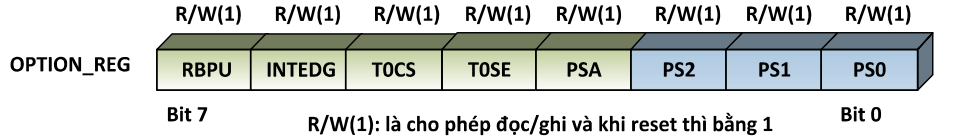 R/W(1) R/W(1) R/W(1) R/W(1) R/W(1) R/W(1) R/W(1) R/W(1)
OPTION_REG RBPU INTEDG T0CS T0SE PSA PS2 PS1 PS0
Bit 7 Bit 0
R/W(1): là cho phép đọc/ghi và khi reset thì bằng 1